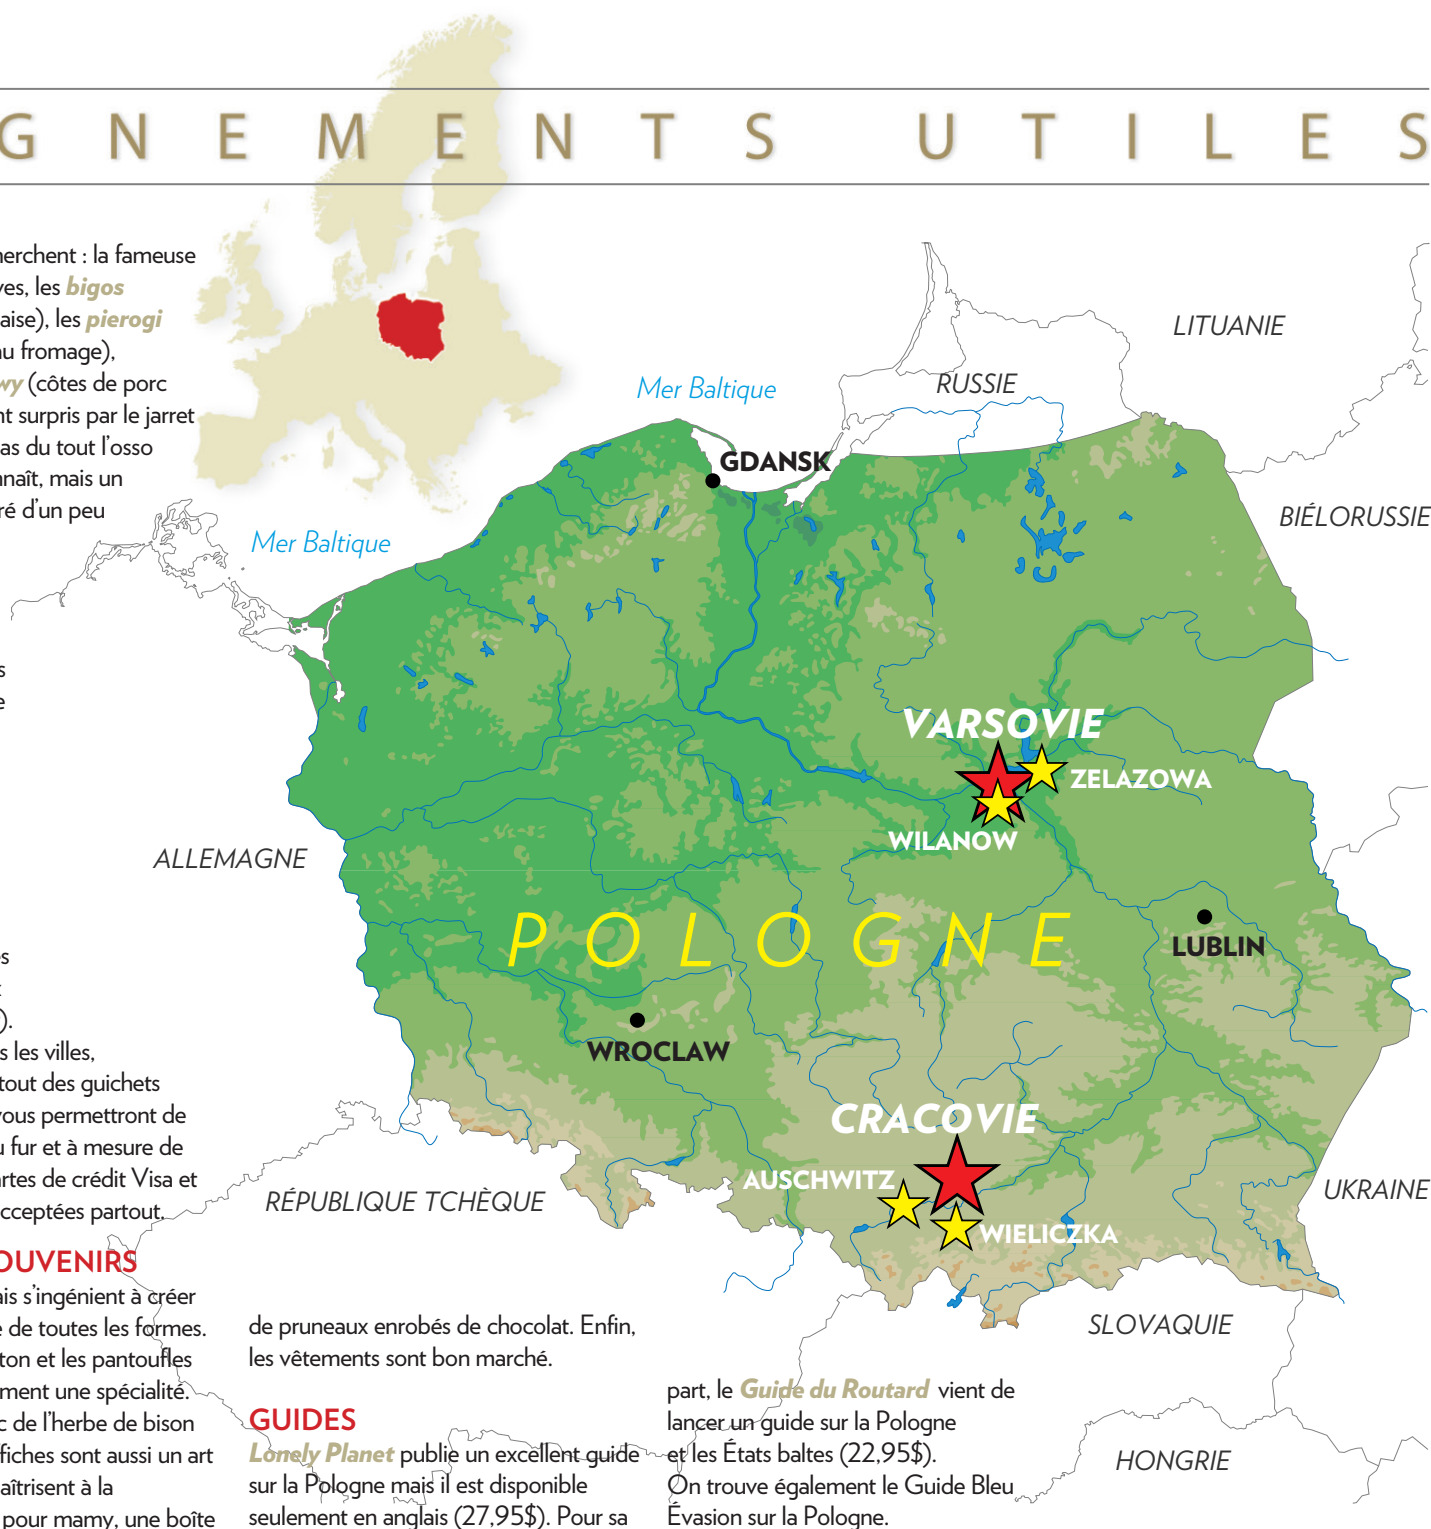 GNEMENTS UTILES
herchent : la fameuse
ves, les bigos
aise), les pierogi
au fromage),
wy (côtes de porc
nt surpris par le jarret
as du tout l'osso
nnaît, mais un
ré d'un peu
s
e
es
t
).
s les villes,
tout des guichets
vous permettront de
u fur et à mesure de
artes de crédit Visa et
cceptées partout.
OUVENIRS
ais s'ingénient à créer
e de toutes les formes.
ton et les pantoufles
ment une spécialité.
c de l'herbe de bison
ffiches sont aussi un art
aîtrisent à la
pour mamy, une boîte
de pruneaux enrobés de chocolat. Enfin,
les vêtements sont bon marché.
GUIDES
Lonely Planet publie un excellent guide
sur la Pologne mais il est disponible
seulement en anglais (27,95$). Pour sa
part, le Guide du Routard vient de
lancer un guide sur la Pologne
et les États baltes (22,95$).
On trouve également le Guide Bleu
Évasion sur la Pologne.
LITUANIE
RUSSIE
Mer Baltique
GDANSK
BIÉLORUSSIE
Mer Baltique
VARSOVIE
ZELAZOWA
WILANOW
ALLEMAGNE
POLOGNE
LUBLIN
WROCLAW
CRACOVIE
AUSCHWITZ
UKRAINE
RÉPUBLIQUE TCHÈQUE
WIELICZKA
SLOVAQUIE
HONGRIE